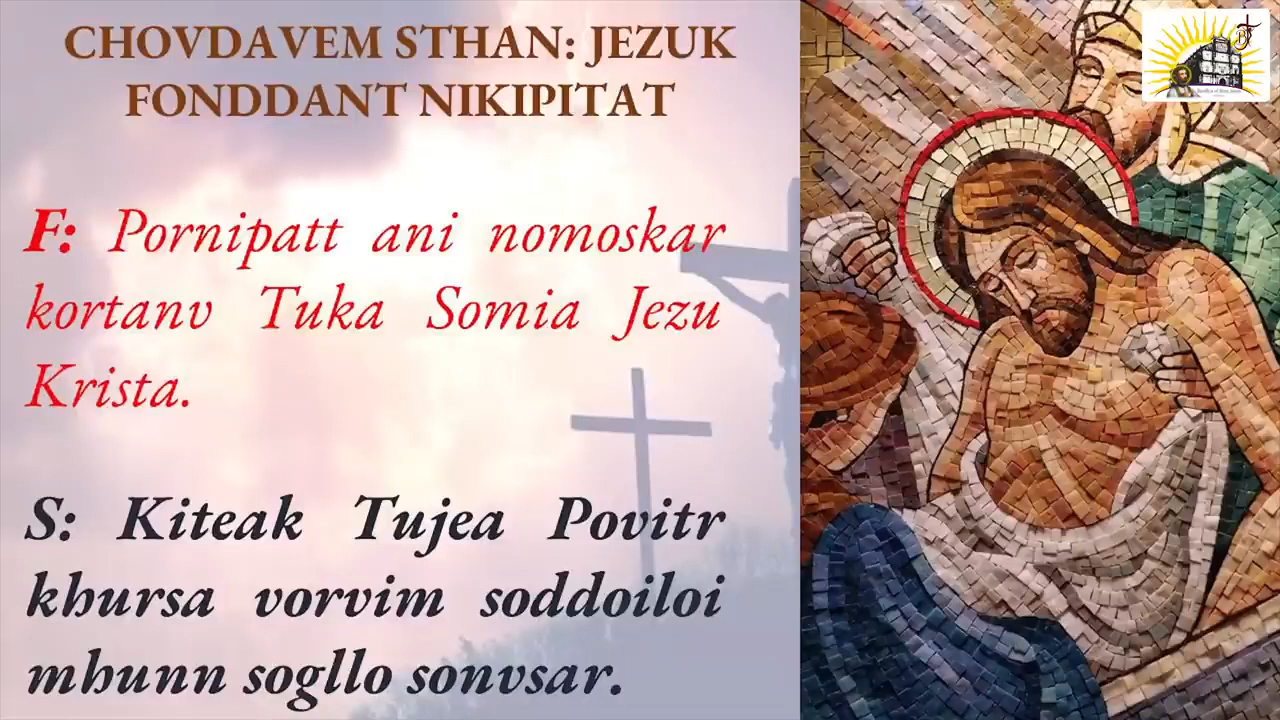 CHOVDAVEM STHAN: JEZUK
FONDDANT NIKIPITAT
F: Pornipatt ani nomoskar
kortanv Tuka Somia Jezu
Krista.
S: Kiteak Tujea Povitr
khursa vorvim soddoiloi
mhunn sogllo sonvsar.